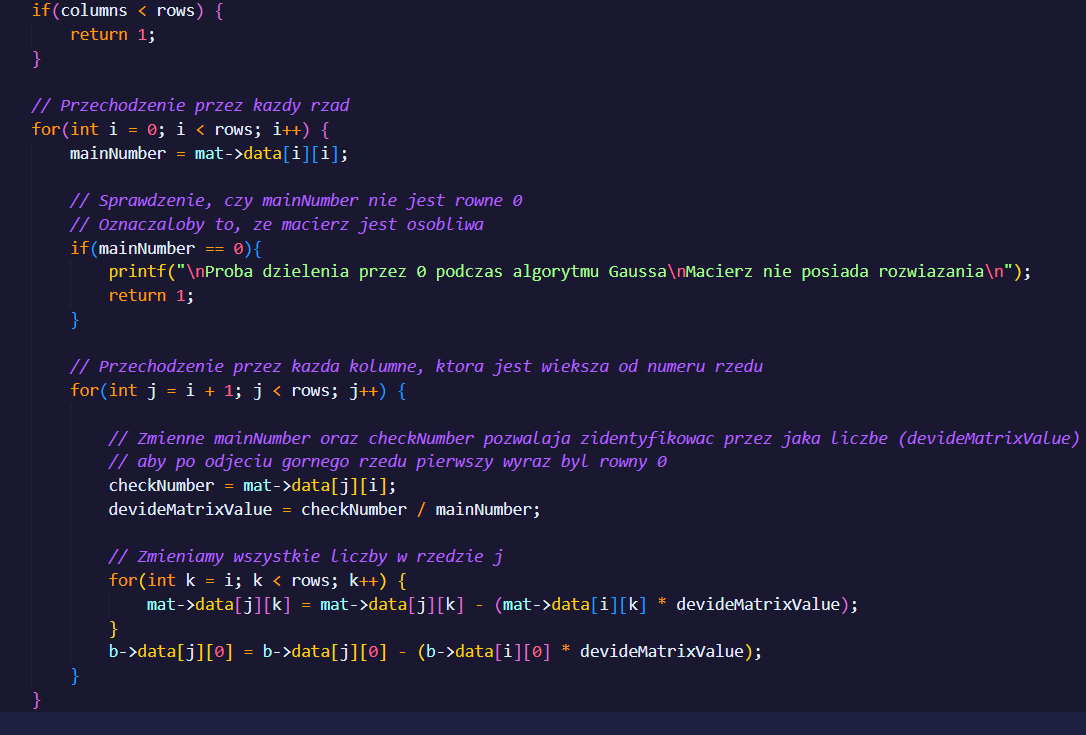 if(columns < rows) {
    return 1;
}
// Przechodzenie przez kazdy rzad
for(int i = 0; i < rows; i++) {
    mainNumber = mat->data[i][i];
    // Sprawdzenie, czy mainNumber nie jest rowne 0
    // Oznaczaloby to, ze macierz jest osobliwa
    if(mainNumber == 0){
        printf("\nProba dzielenia przez 0 podczas algorytmu Gaussa\nMacierz nie posiada rozwiazania\n");
        return 1;
    }
    // Przechodzenie przez kazda kolumne, ktora jest wieksza od numeru rzedu
    for(int j = i + 1; j < rows; j++) {
        // Zmienne mainNumber oraz checkNumber pozwalaja zidentyfikowac przez jaka liczbe (devideMatrixValue)
        // aby po odjeciu gornego rzedu pierwszy wyraz byl rowny 0
        checkNumber = mat->data[j][i];
        devideMatrixValue = checkNumber / mainNumber;
        // Zmieniamy wszystkie liczby w rzedzie j
        for(int k = i; k < rows; k++) {
            mat->data[j][k] = mat->data[j][k] - (mat->data[i][k] * devideMatrixValue);
        }
        b->data[j][0] = b->data[j][0] - (b->data[i][0] * devideMatrixValue);
    }
}